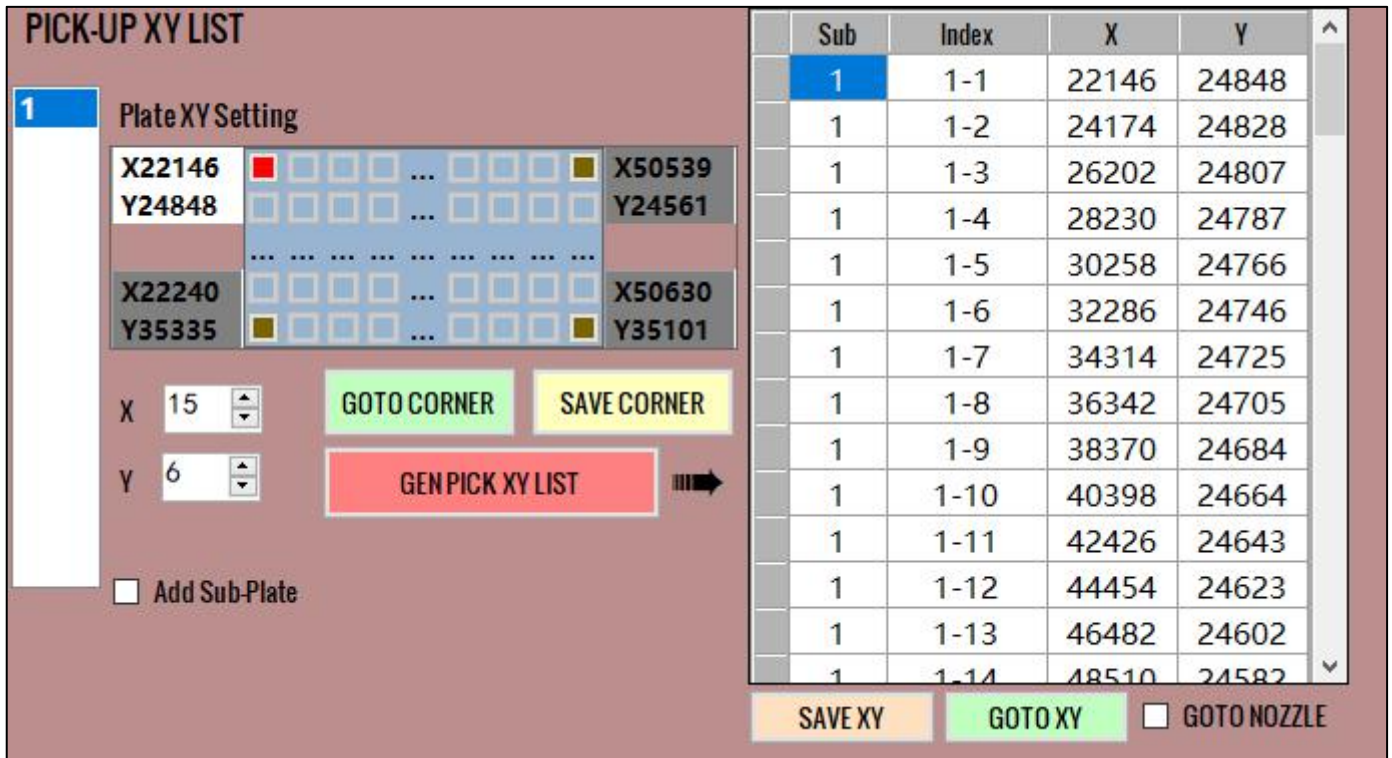 PICK-UP XY LIST
1
Plate XY Setting
X22146
Y24848
X50539
Y24561
...
...
... ... ... ... ... ... ... ... ...
X22240
Y35335
X50630
Y35101
...
...
X 15
GOTO CORNER
SAVE CORNER
Y 6
GEN PICK XY LIST
Add Sub-Plate
Sub Index X Y
1 1-1 22146 24848
1 1-2 24174 24828
1 1-3 26202 24807
1 1-4 28230 24787
1 1-5 30258 24766
1 1-6 32286 24746
1 1-7 34314 24725
1 1-8 36342 24705
1 1-9 38370 24684
1 1-10 40398 24664
1 1-11 42426 24643
1 1-12 44454 24623
1 1-13 46482 24602
1 1-14 48510 24582
SAVE XY
GOTO XY
GOTO NOZZLE